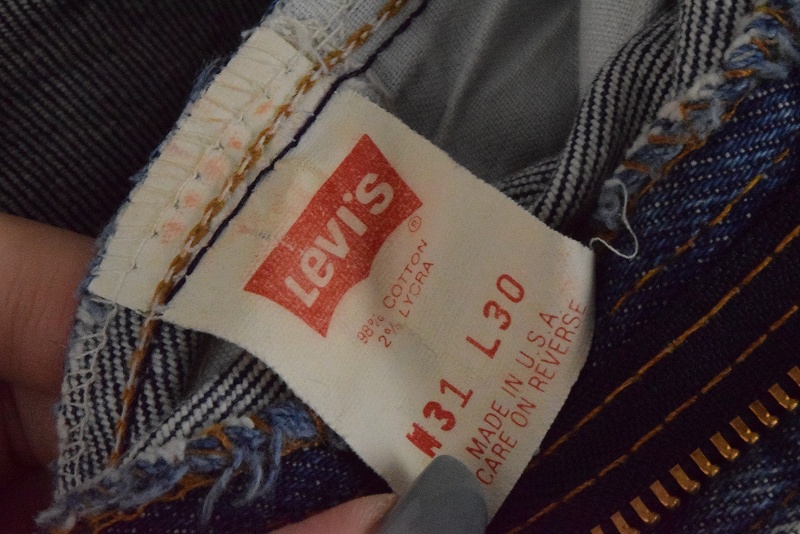 Levi's ®
98% COTTON
2% LYCRA
W31 L30
MADE IN U.S.A.
CARE ON REVERSE